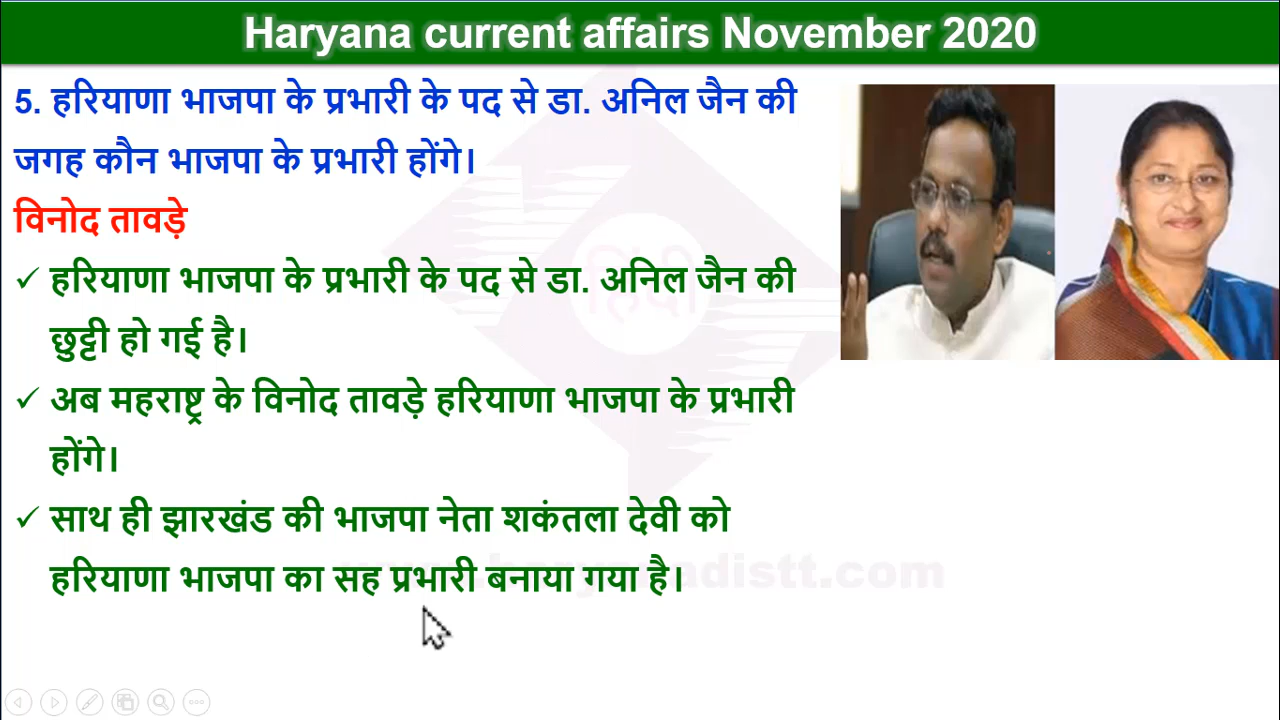 Haryana current affairs November 2020
5. हरियाणा भाजपा के प्रभारी के पद से डा. अनिल जैन की
जगह कौन भाजपा के प्रभारी होंगे।
विनोद तावड़े
✓ हरियाणा भाजपा के प्रभारी के पद से डा. अनिल जैन की
छुट्टी हो गई है।
✓ अब महराष्ट्र के विनोद तावड़े हरियाणा भाजपा के प्रभारी
होंगे।
✓ साथ ही झारखंड की भाजपा नेता शकंतला देवी को
हरियाणा भाजपा का सह प्रभारी बनाया गया है।
हिंदी